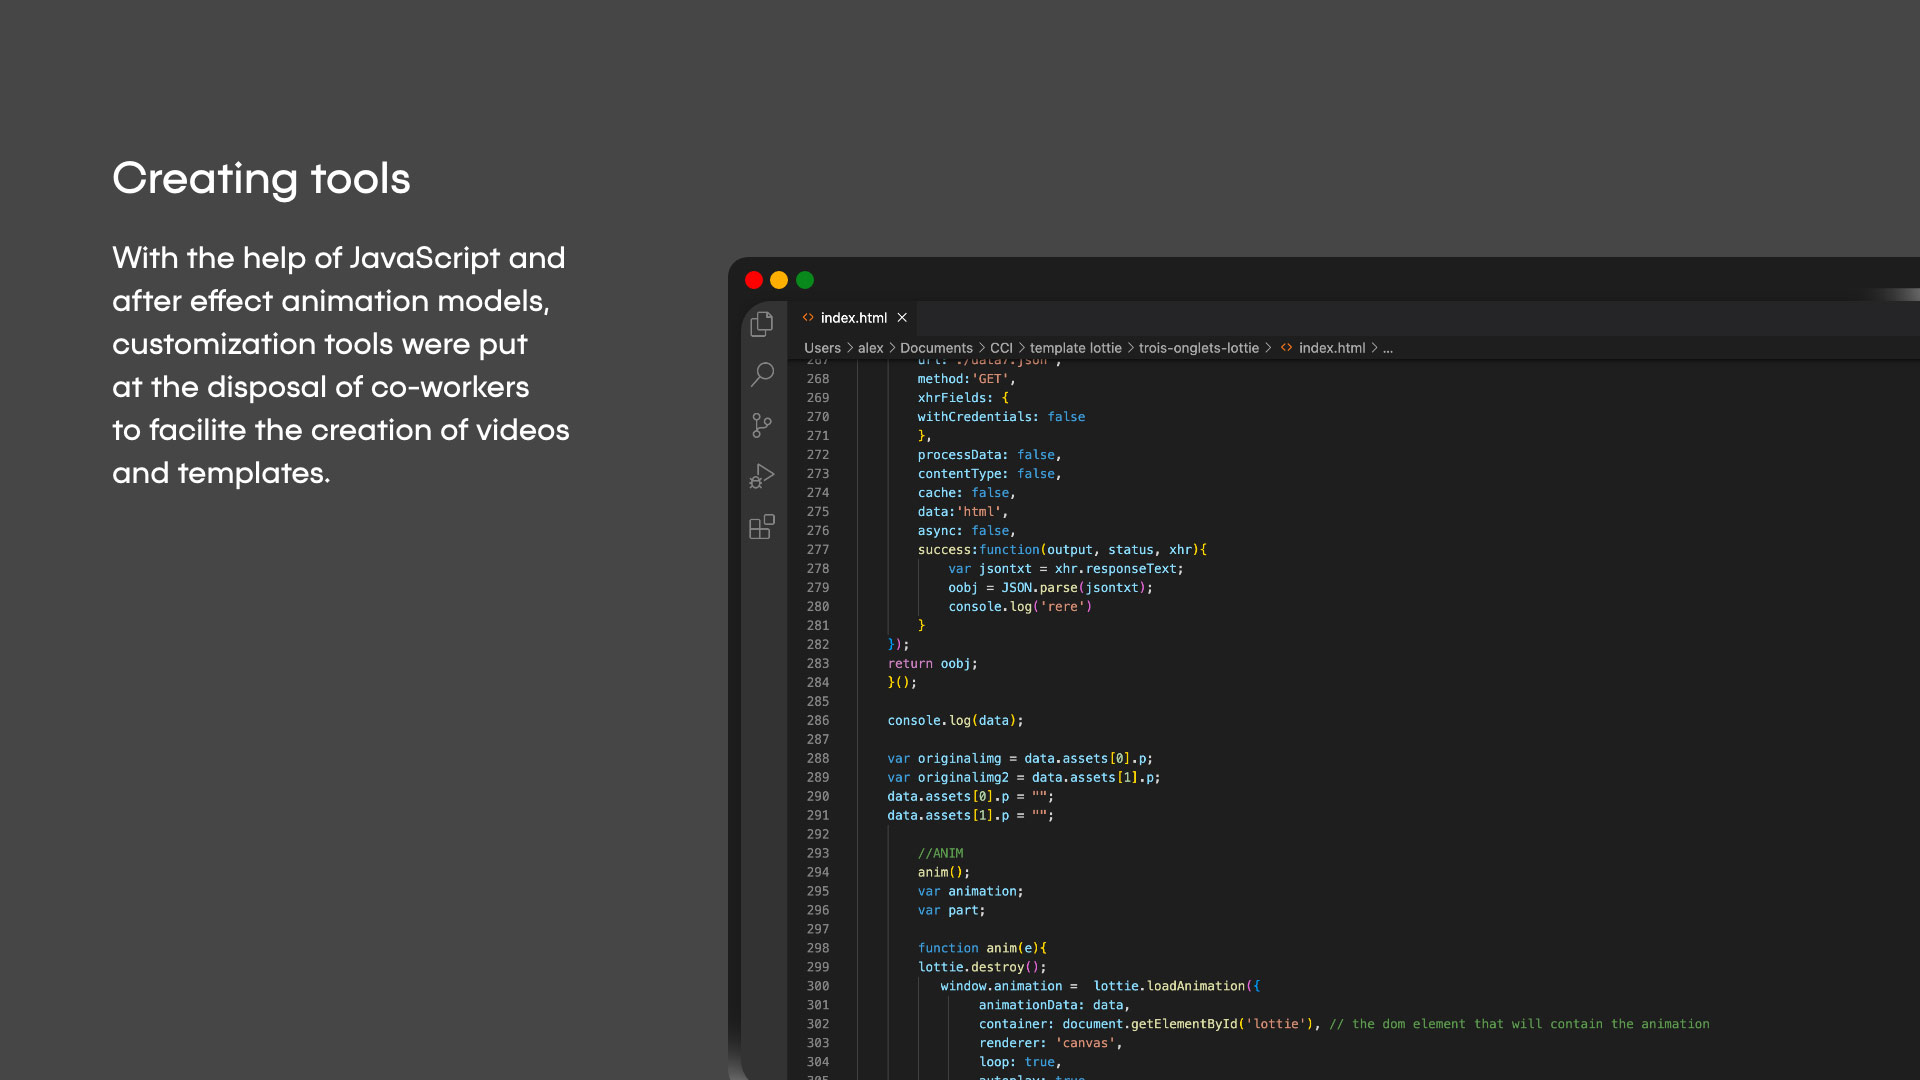 Creating tools
With the help of JavaScript and
after effect animation models,
customization tools were put
at the disposal of co-workers
to facilite the creation of videos
and templates.
<> index.html ×
Users > alex > Documents > CCI > template lottie > trois-onglets-lottie > <> index.html > ...
267 url: './data7.json',
268 method:'GET',
269 xhrFields: {
270 withCredentials: false
271 },
272 processData: false,
273 contentType: false,
274 cache: false,
275 data:'html',
276 async: false,
277 success:function(output, status, xhr){
278 var jsontxt = xhr.responseText;
279 oobj = JSON.parse(jsontxt);
280 console.log('rere')
281 }
282 });
283 return oobj;
284 }();
285
286 console.log(data);
287
288 var originalimg = data.assets[0].p;
289 var originalimg2 = data.assets[1].p;
290 data.assets[0].p = "";
291 data.assets[1].p = "";
292
293 //ANIM
294 anim();
295 var animation;
296 var part;
297
298 function anim(e){
299 lottie.destroy();
300 window.animation =  lottie.loadAnimation({
301 animationData: data,
302 container: document.getElementById('lottie'), // the dom element that will contain the animation
303 renderer: 'canvas',
304 loop: true,
305 autoplay: true